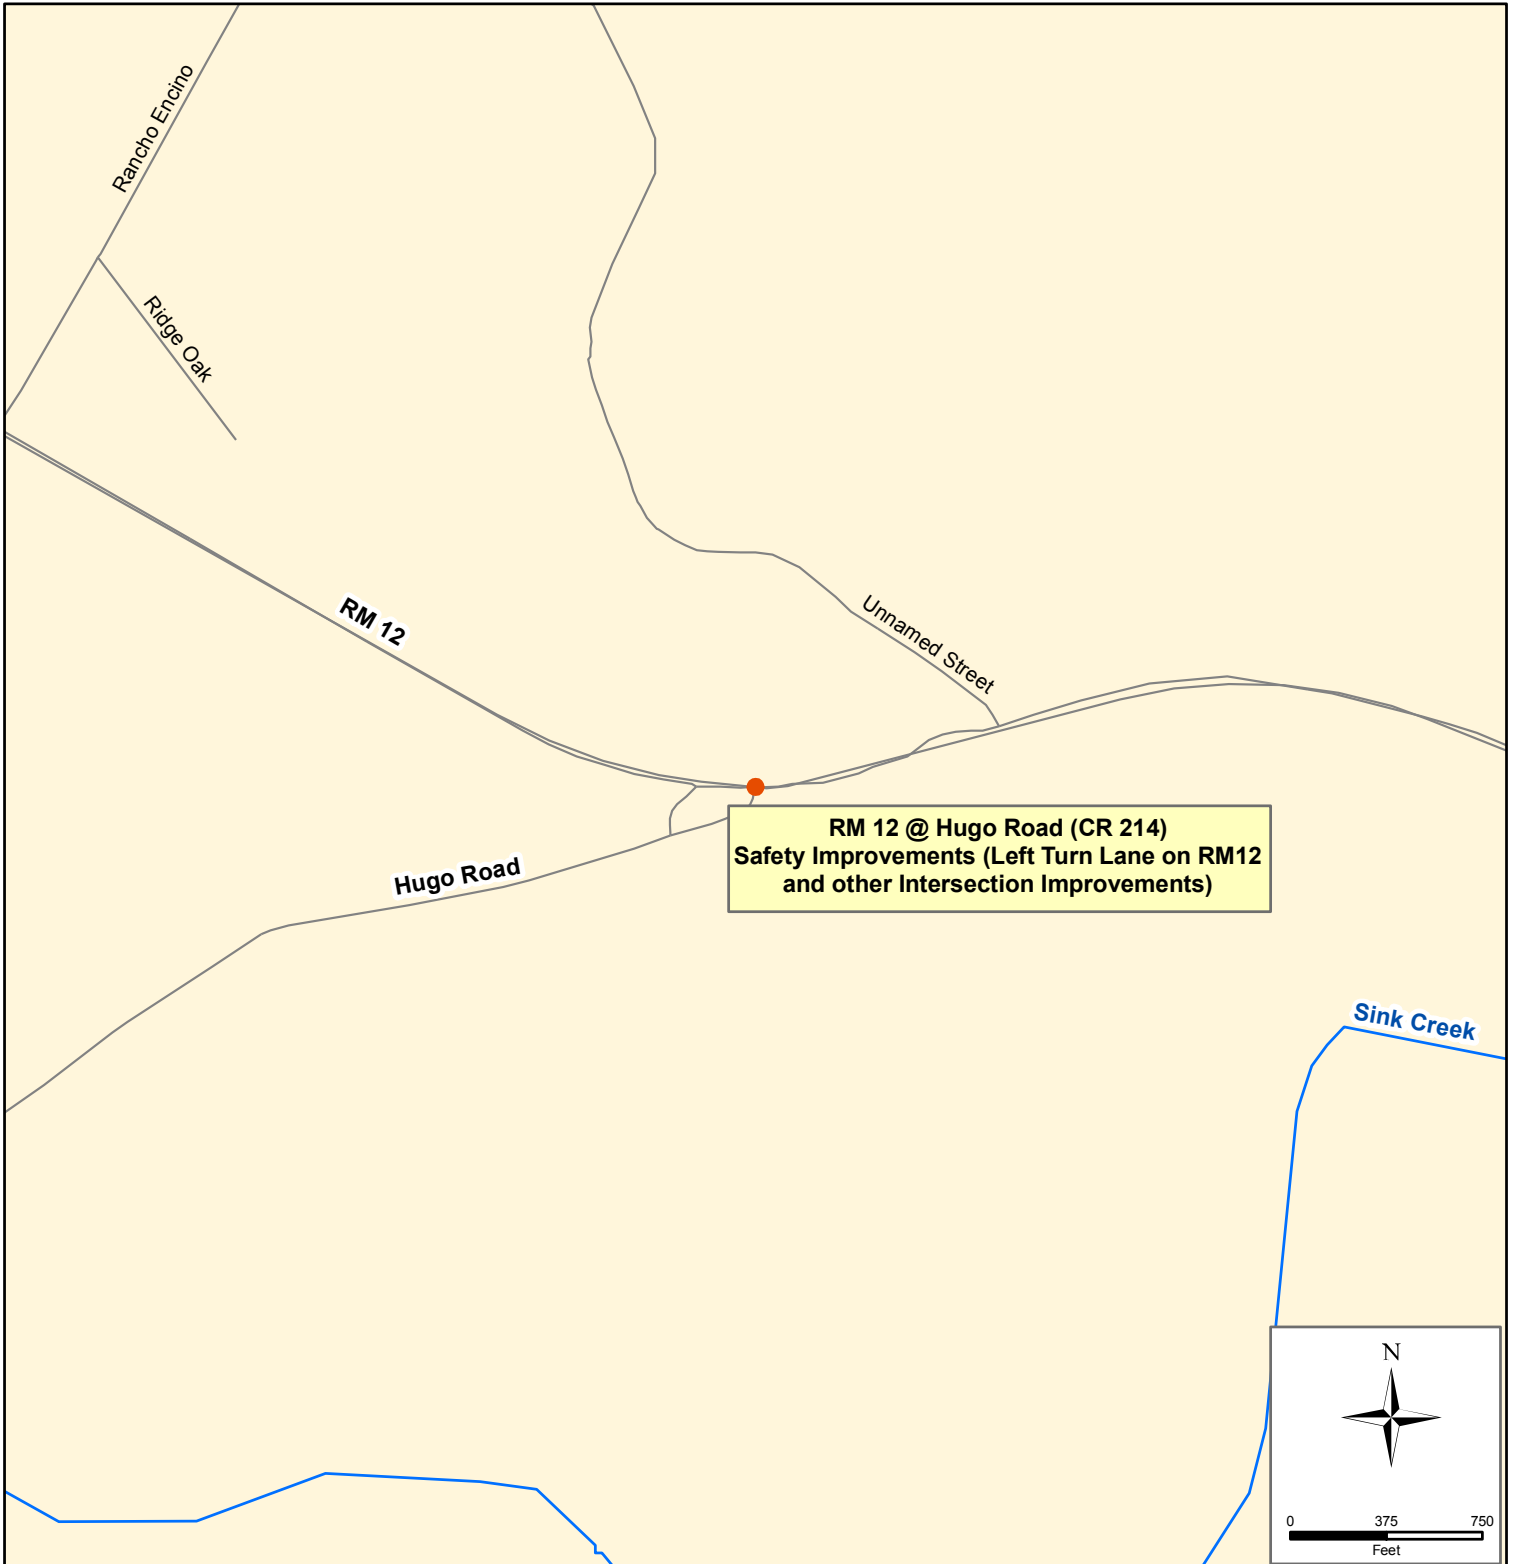 Rancho Encino
Ridge Oak
RM 12
Unnamed Street
RM 12 @ Hugo Road (CR 214)
Safety Improvements (Left Turn Lane on RM12
and other Intersection Improvements)
Hugo Road
Sink Creek
N
0 375 750
Feet